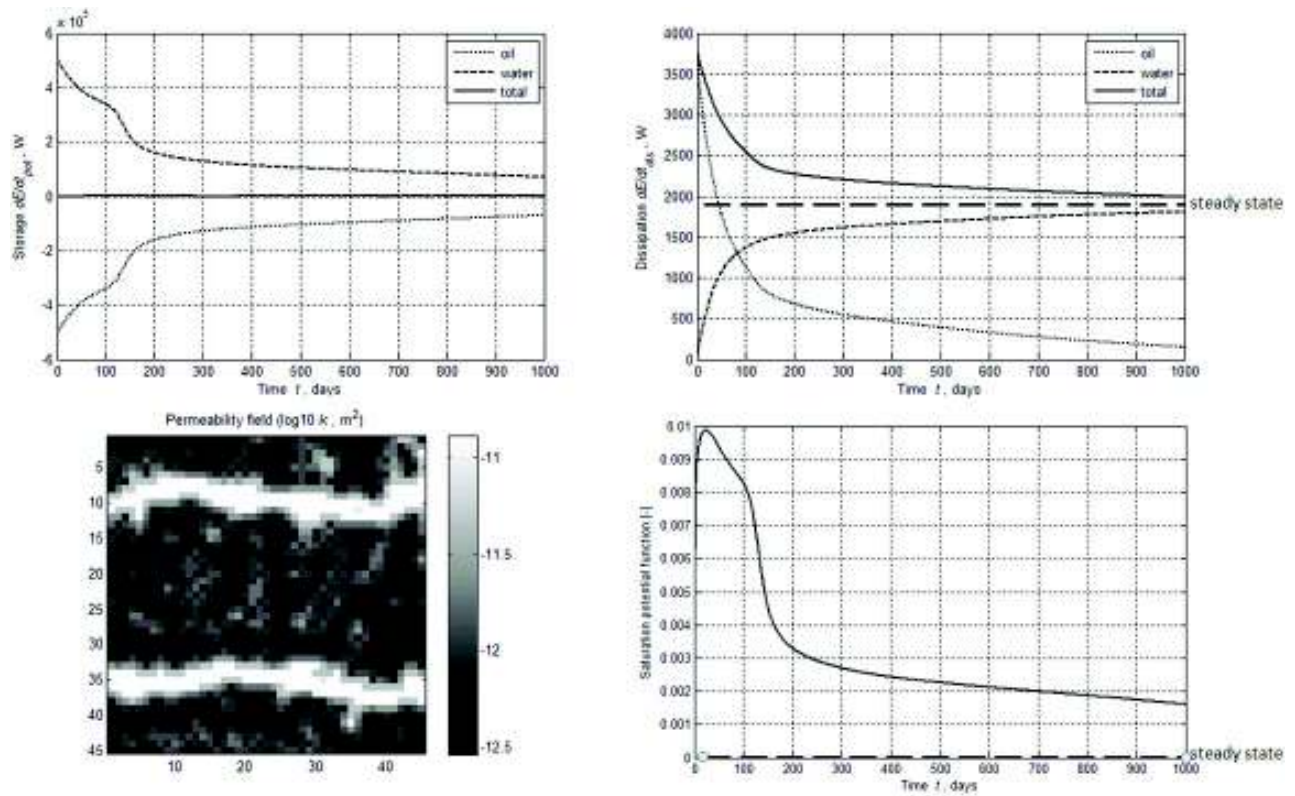 6 x 10⁴
4
2
0
-2
-4
-6
Storage dE/dt pot , W
oil
water
total
0 100 200 300 400 500 600 700 800 900 1000
Time t , days
4000
3500
3000
2500
2000
1500
1000
500
0
Dissipation dE/dt dis , W
oil
water
total
steady state
0 100 200 300 400 500 600 700 800 900 1000
Time t , days
Permeability field (log10 k , m²)
5
10
15
20
25
30
35
40
45
10 20 30 40
-11
-11.5
-12
-12.5
0.01
0.009
0.008
0.007
0.006
0.005
0.004
0.003
0.002
0.001
0
Saturation potential function [-]
steady state
0 100 200 300 400 500 600 700 800 900 1000
Time t , days